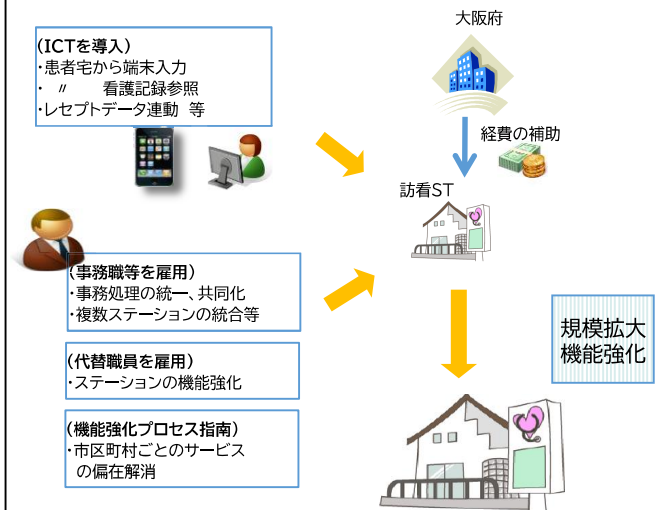 (ICTを導入)
・患者宅から端末入力
・ 〃 看護記録参照
・レセプトデータ連動 等
大阪府
経費の補助
訪看ST
(事務職等を雇用)
・事務処理の統一、共同化
・複数ステーションの統合等
(代替職員を雇用)
・ステーションの機能強化
(機能強化プロセス指南)
・市区町村ごとのサービス
の偏在解消
規模拡大
機能強化